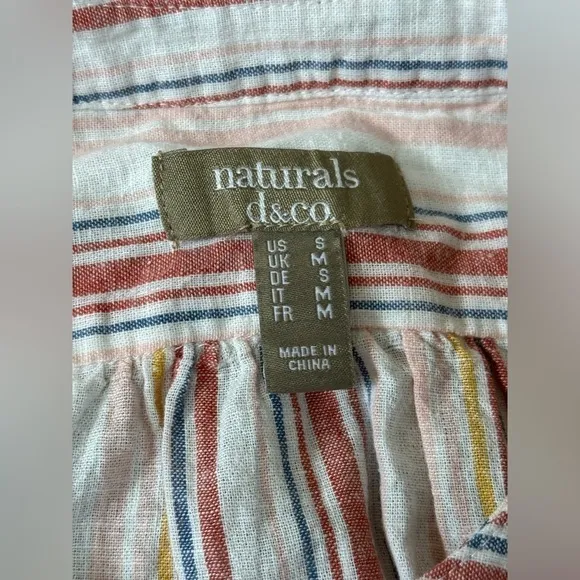 naturals
d&co.
US S
UK M
DE S
IT M
FR M
MADE IN
CHINA